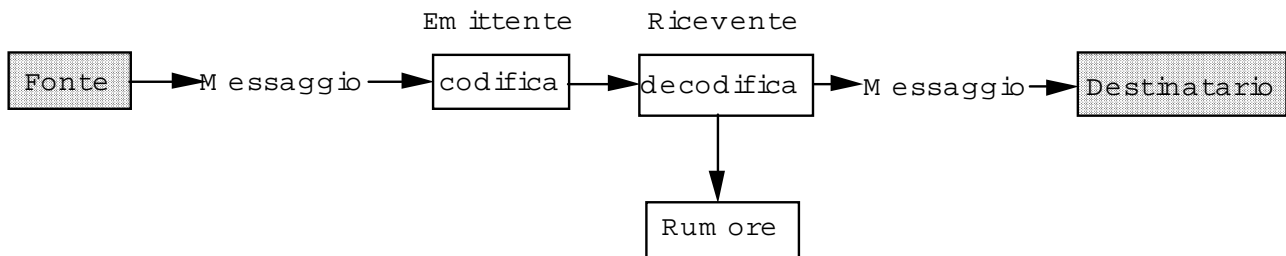 Emittente Ricevente
Fonte Messaggio codifica decodifica Messaggio Destinatario
Rumore